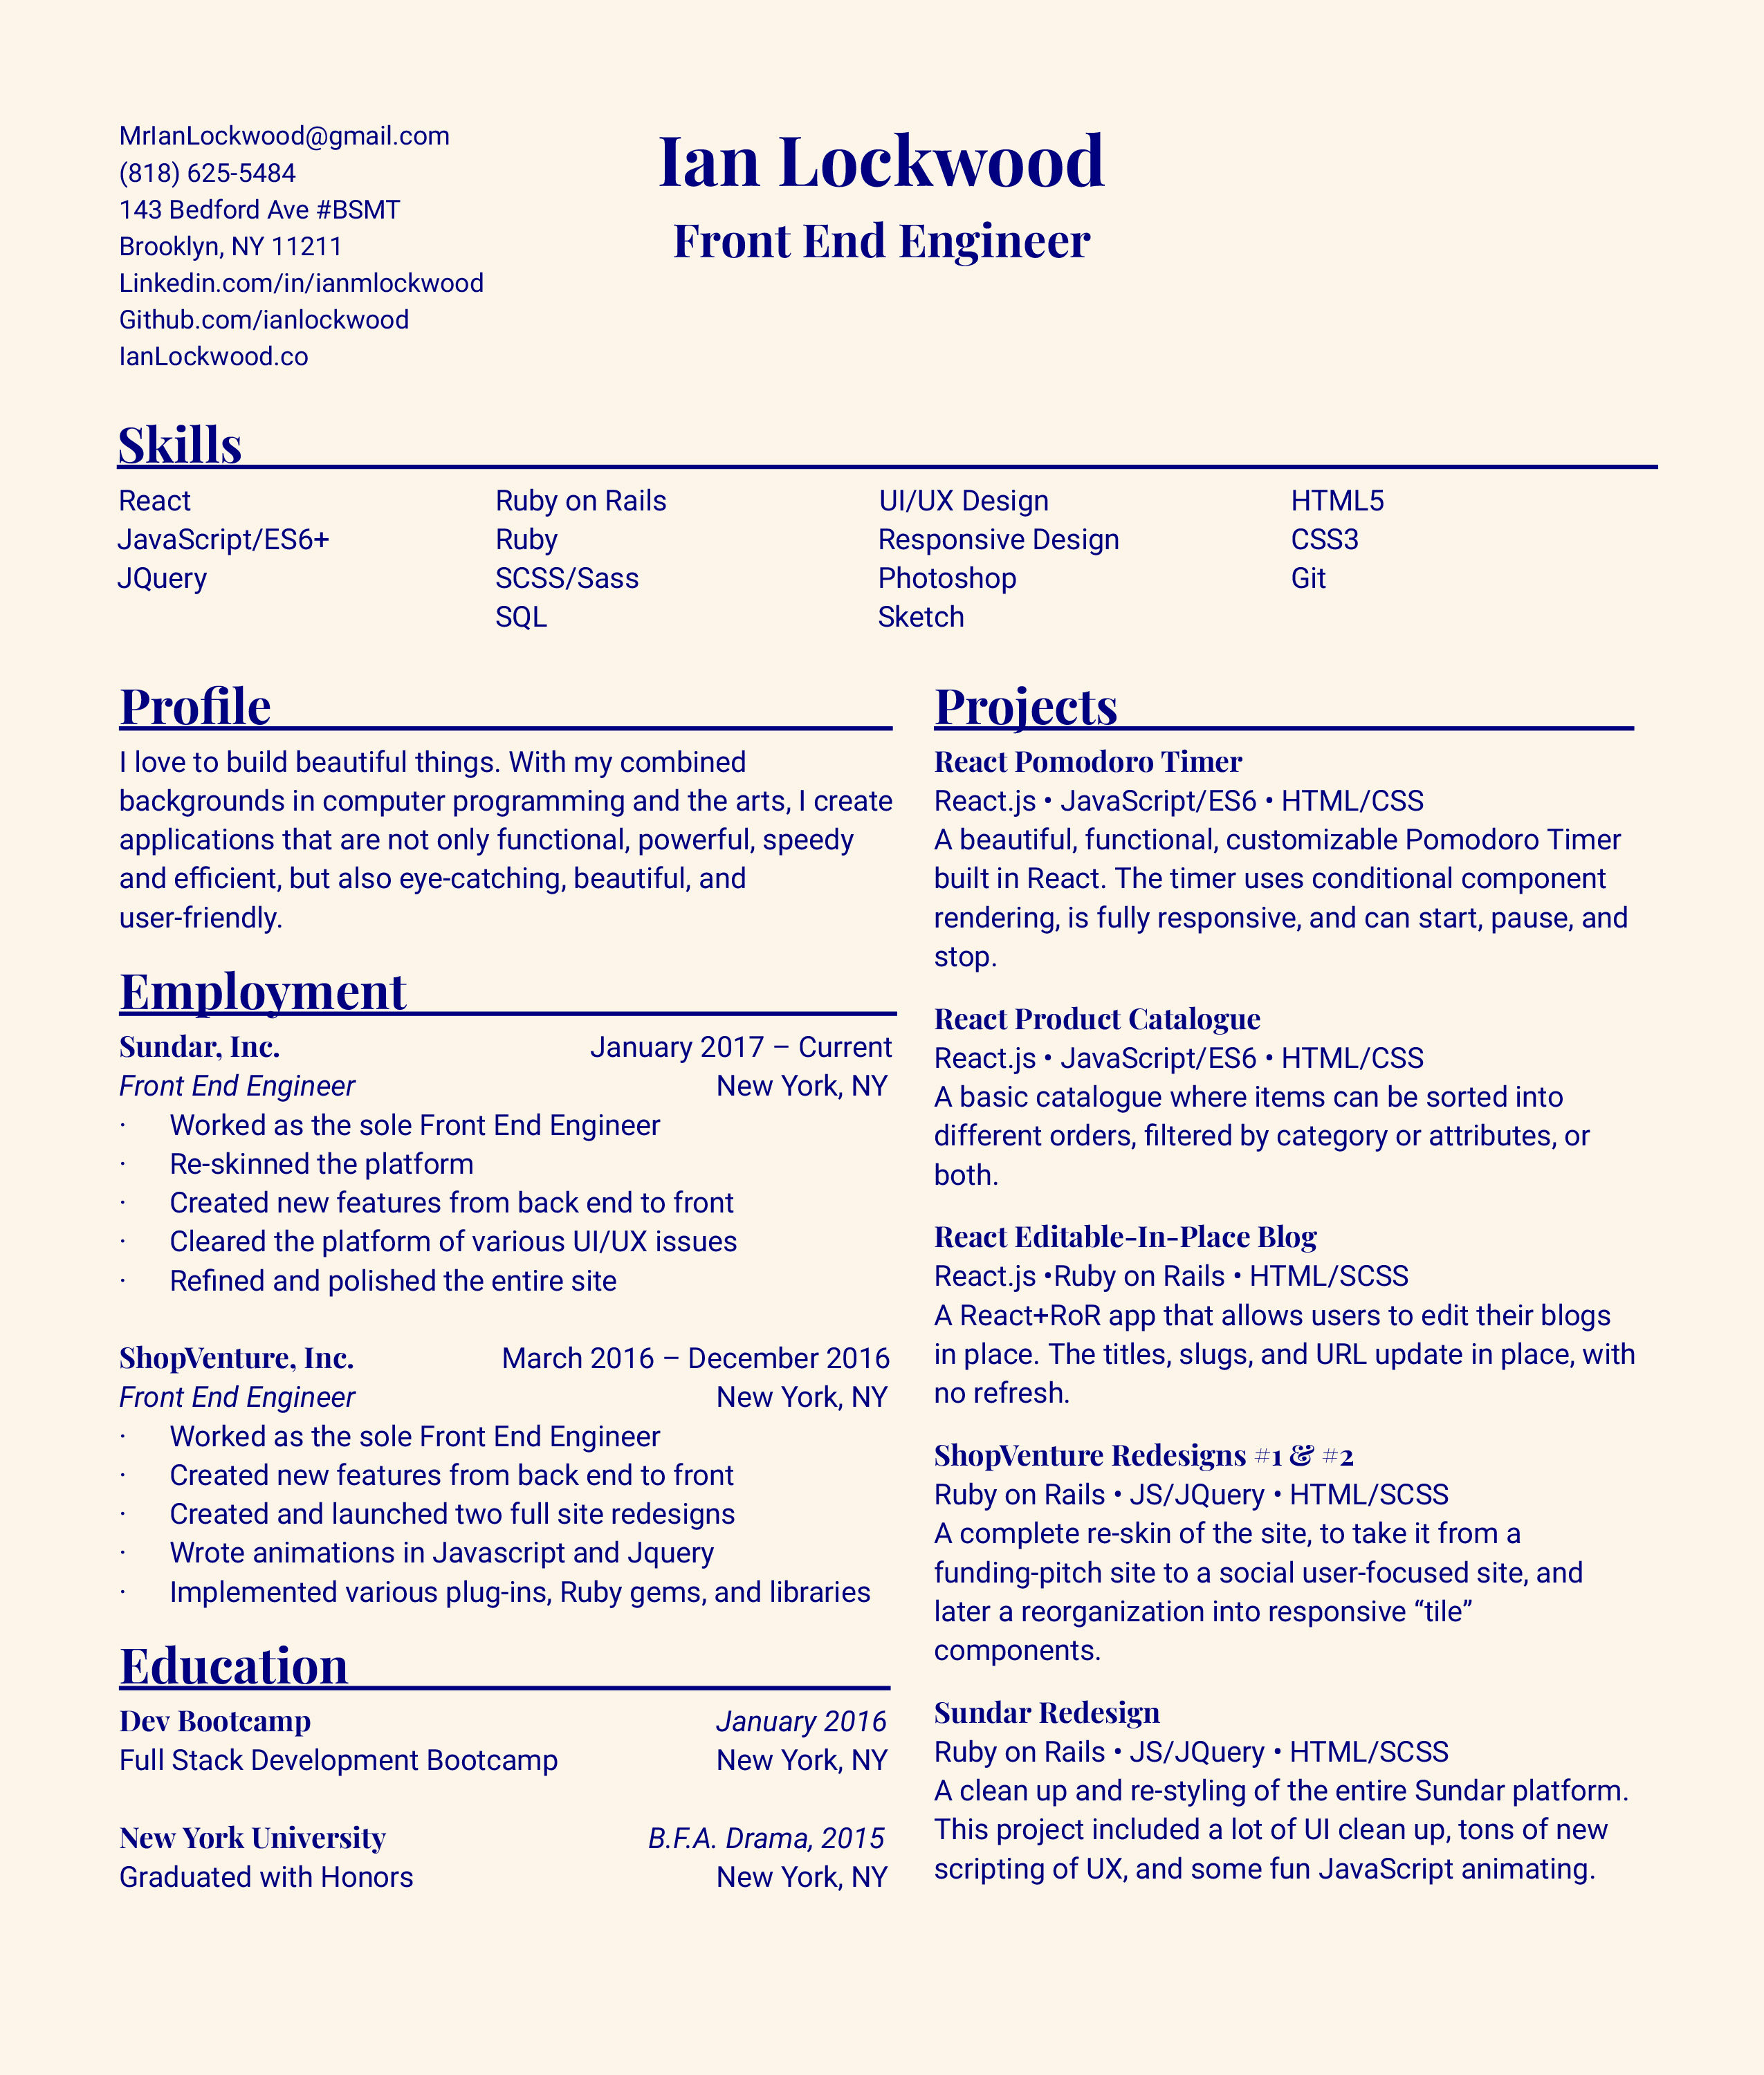 MrIanLockwood@gmail.com
(818) 625-5484
143 Bedford Ave #BSMT
Brooklyn, NY 11211
Linkedin.com/in/ianmlockwood
Github.com/ianlockwood
IanLockwood.co
Ian Lockwood
Front End Engineer
Skills
React
JavaScript/ES6+
JQuery
Ruby on Rails
Ruby
SCSS/Sass
SQL
UI/UX Design
Responsive Design
Photoshop
Sketch
HTML5
CSS3
Git
Profile
I love to build beautiful things. With my combined
backgrounds in computer programming and the arts, I create
applications that are not only functional, powerful, speedy
and efficient, but also eye-catching, beautiful, and
user-friendly.
Employment
Sundar, Inc. January 2017 – Current
Front End Engineer New York, NY
· Worked as the sole Front End Engineer
· Re-skinned the platform
· Created new features from back end to front
· Cleared the platform of various UI/UX issues
· Refined and polished the entire site
ShopVenture, Inc. March 2016 – December 2016
Front End Engineer New York, NY
· Worked as the sole Front End Engineer
· Created new features from back end to front
· Created and launched two full site redesigns
· Wrote animations in Javascript and Jquery
· Implemented various plug-ins, Ruby gems, and libraries
Education
Dev Bootcamp January 2016
Full Stack Development Bootcamp New York, NY
New York University B.F.A. Drama, 2015
Graduated with Honors New York, NY
Projects
React Pomodoro Timer
React.js • JavaScript/ES6 • HTML/CSS
A beautiful, functional, customizable Pomodoro Timer
built in React. The timer uses conditional component
rendering, is fully responsive, and can start, pause, and
stop.
React Product Catalogue
React.js • JavaScript/ES6 • HTML/CSS
A basic catalogue where items can be sorted into
different orders, filtered by category or attributes, or
both.
React Editable-In-Place Blog
React.js •Ruby on Rails • HTML/SCSS
A React+RoR app that allows users to edit their blogs
in place. The titles, slugs, and URL update in place, with
no refresh.
ShopVenture Redesigns #1 & #2
Ruby on Rails • JS/JQuery • HTML/SCSS
A complete re-skin of the site, to take it from a
funding-pitch site to a social user-focused site, and
later a reorganization into responsive “tile”
components.
Sundar Redesign
Ruby on Rails • JS/JQuery • HTML/SCSS
A clean up and re-styling of the entire Sundar platform.
This project included a lot of UI clean up, tons of new
scripting of UX, and some fun JavaScript animating.